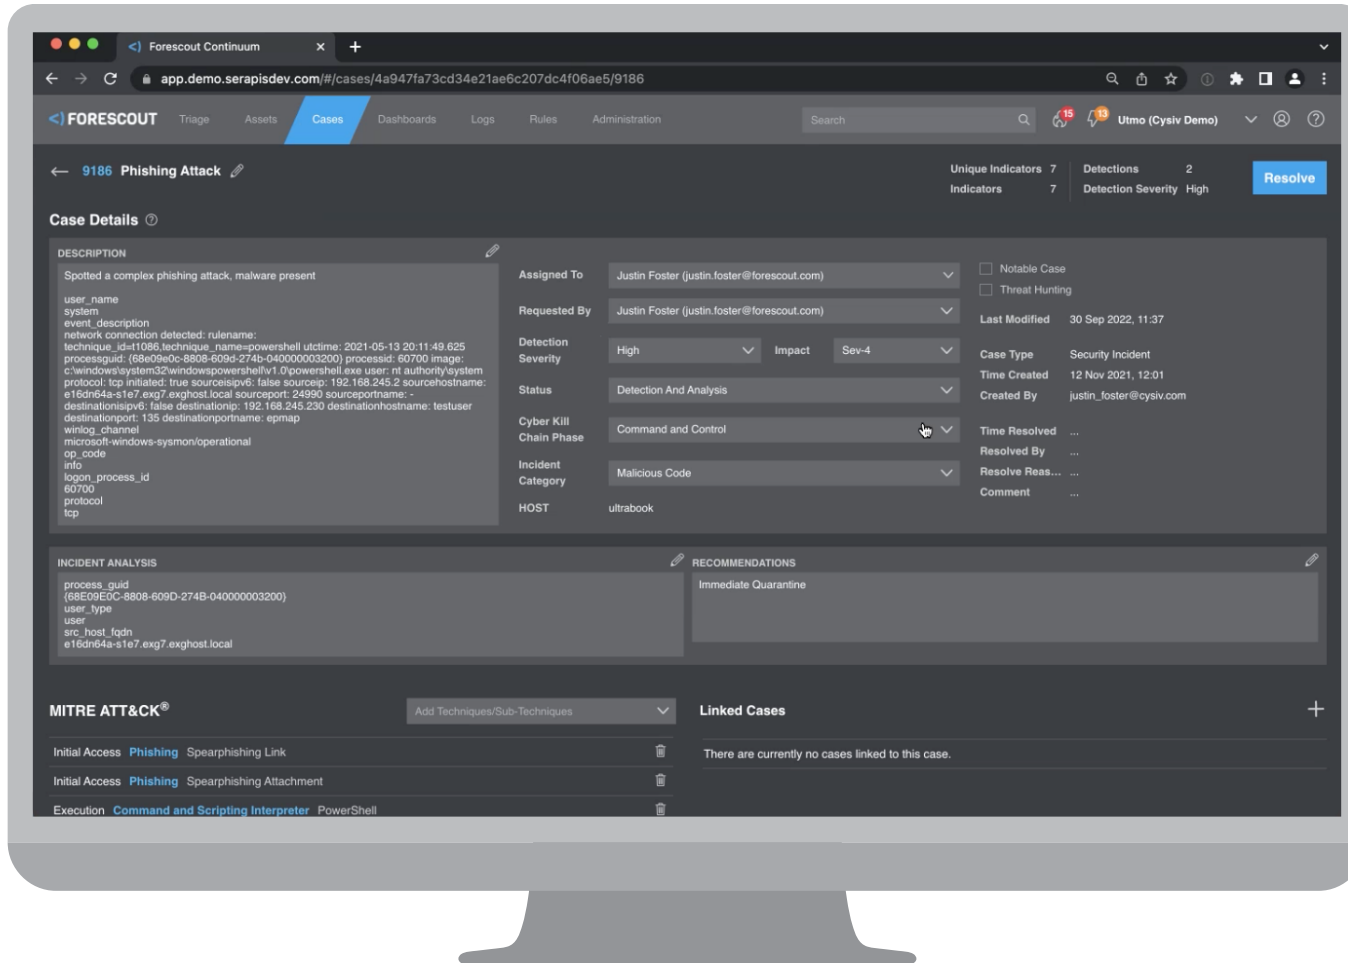 Forescout Continuum
app.demo.serapisdev.com/#/cases/4a947fa73cd34e21ae6c207dc4f06ae5/9186
FORESCOUT Triage Assets Cases Dashboards Logs Rules Administration Search 15 13 Utmo (Cysiv Demo)
9186 Phishing Attack
Unique Indicators 7 Detections 2
Indicators 7 Detection Severity High
Resolve
Case Details
DESCRIPTION
Spotted a complex phishing attack, malware present
user_name
system
event_description
network connection detected: rulename:
technique_id=t1086,technique_name=powershell utctime: 2021-05-13 20:11:49.625
processguid: {68e09e0c-8808-609d-274b-040000003200} processid: 60700 image:
c:\windows\system32\windowspowershell\v1.0\powershell.exe user: nt authority\system
protocol: tcp initiated: true sourceisipv6: false sourceip: 192.168.245.2 sourcehostname:
e16dn64a-s1e7.exg7.exghost.local sourceport: 24990 sourceportname: -
destinationisipv6: false destinationip: 192.168.245.230 destinationhostname: testuser
destinationport: 135 destinationportname: epmap
winlog_channel
microsoft-windows-sysmon/operational
op_code
info
logon_process_id
60700
protocol
tcp
Assigned To Justin Foster (justin.foster@forescout.com)
Requested By Justin Foster (justin.foster@forescout.com)
Detection Severity High Impact Sev-4
Status Detection And Analysis
Cyber Kill Chain Phase Command and Control
Incident Category Malicious Code
HOST ultrabook
Notable Case
Threat Hunting
Last Modified 30 Sep 2022, 11:37
Case Type Security Incident
Time Created 12 Nov 2021, 12:01
Created By justin_foster@cysiv.com
Time Resolved ...
Resolved By ...
Resolve Reas... ...
Comment ...
INCIDENT ANALYSIS
process_guid
{68E09E0C-8808-609D-274B-040000003200}
user_type
user
src_host_fqdn
e16dn64a-s1e7.exg7.exghost.local
RECOMMENDATIONS
Immediate Quarantine
MITRE ATT&CK®
Add Techniques/Sub-Techniques
Initial Access Phishing Spearphishing Link
Initial Access Phishing Spearphishing Attachment
Execution Command and Scripting Interpreter PowerShell
Linked Cases
There are currently no cases linked to this case.